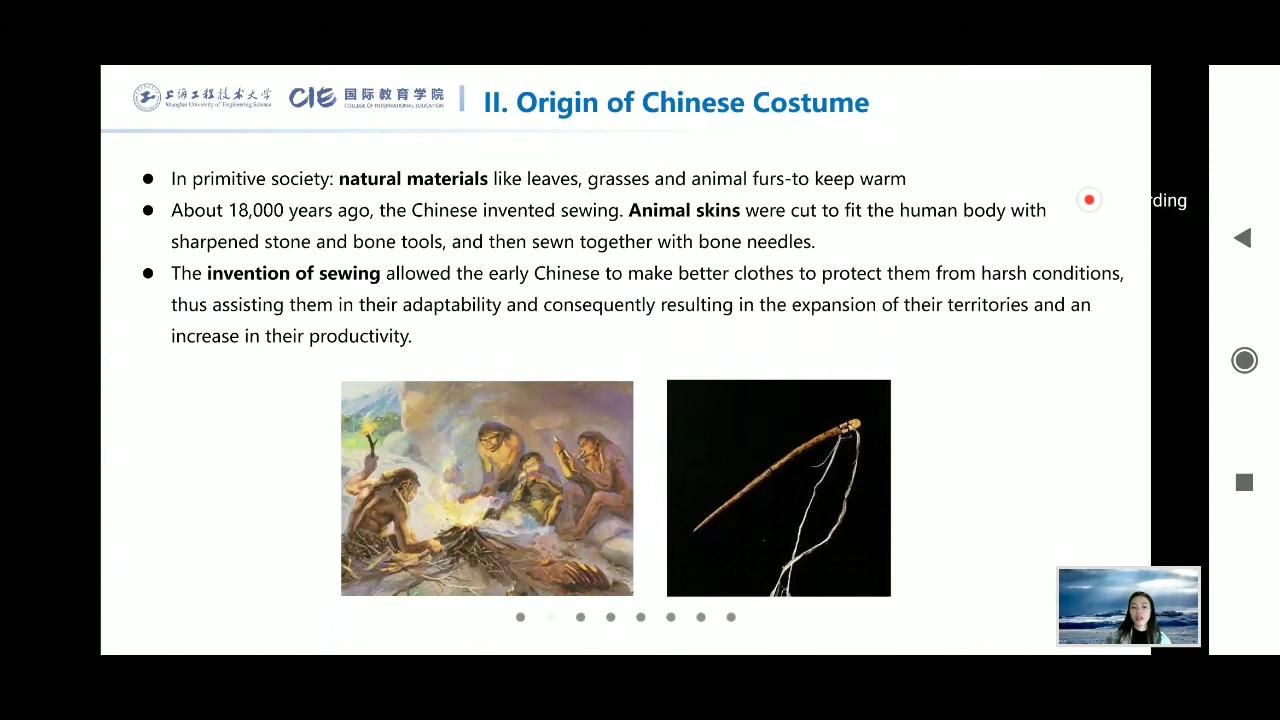 上海工程技术大学
Shanghai University of Engineering Science
CIE
国际教育学院
COLLEGE OF INTERNATIONAL EDUCATION
II. Origin of Chinese Costume
● In primitive society: natural materials like leaves, grasses and animal furs-to keep warm
● About 18,000 years ago, the Chinese invented sewing. Animal skins were cut to fit the human body with
sharpened stone and bone tools, and then sewn together with bone needles.
● The invention of sewing allowed the early Chinese to make better clothes to protect them from harsh conditions,
thus assisting them in their adaptability and consequently resulting in the expansion of their territories and an
increase in their productivity.
rding